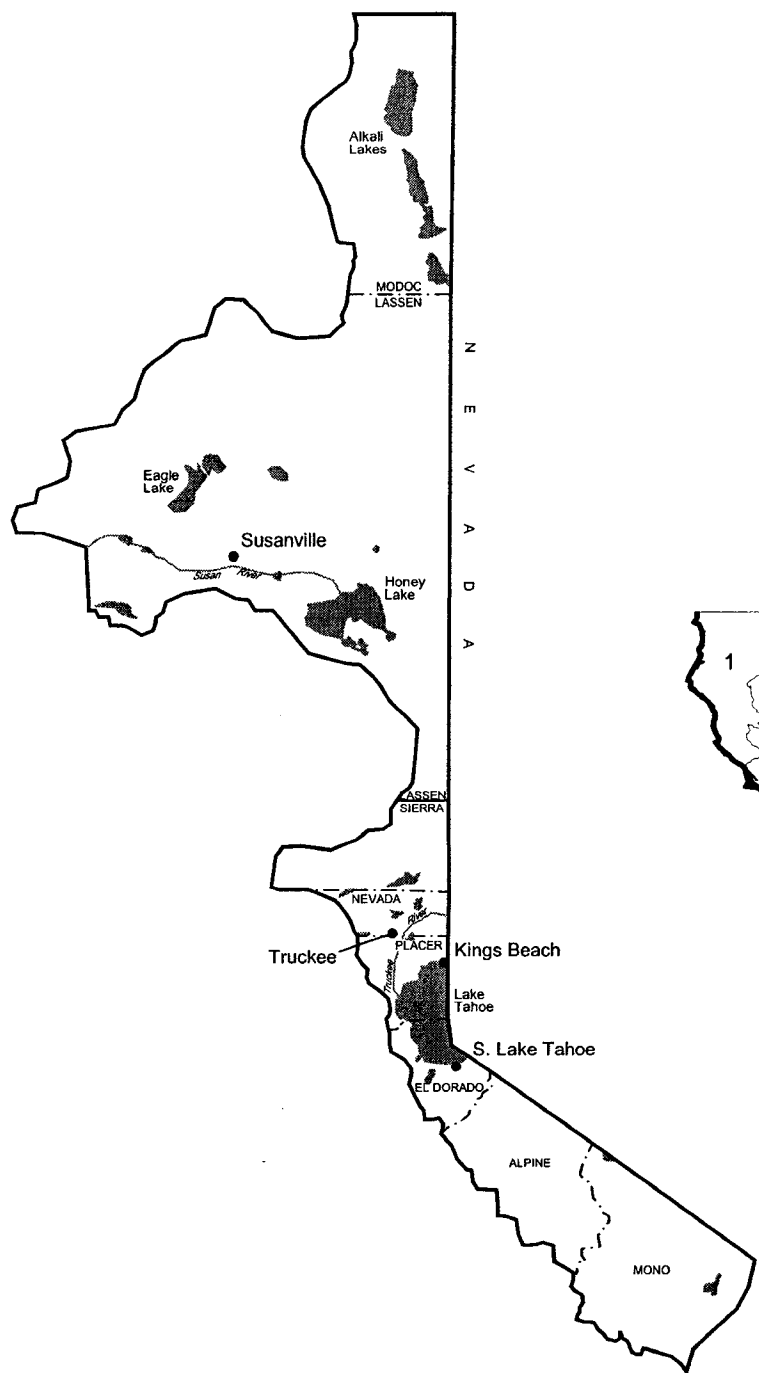 Alkali
Lakes
MODOC
LASSEN
N
E
V
A
D
A
Eagle
Lake
Susanville
Susan River
Honey
Lake
1
LASSEN
SIERRA
NEVADA
River
Truckee
PLACER
Kings Beach
Truckee
Lake
Tahoe
S. Lake Tahoe
EL DORADO
ALPINE
MONO